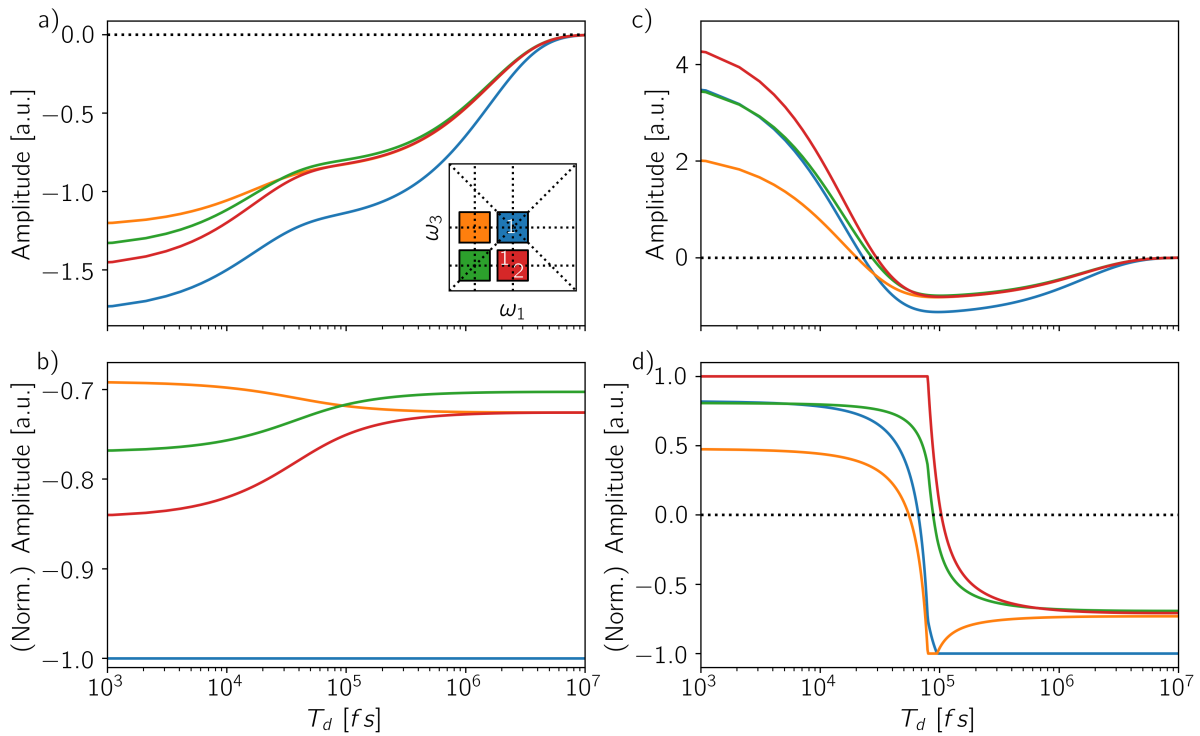 a)
Amplitude [a.u.]
0.0
−0.5
−1.0
−1.5
ω3
1
1
2
ω1
c)
Amplitude [a.u.]
4
2
0
b)
(Norm.) Amplitude [a.u.]
−0.7
−0.8
−0.9
−1.0
10^3 10^4 10^5 10^6 10^7
T_d [fs]
d)
(Norm.) Amplitude [a.u.]
1.0
0.5
0.0
−0.5
−1.0
10^3 10^4 10^5 10^6 10^7
T_d [fs]